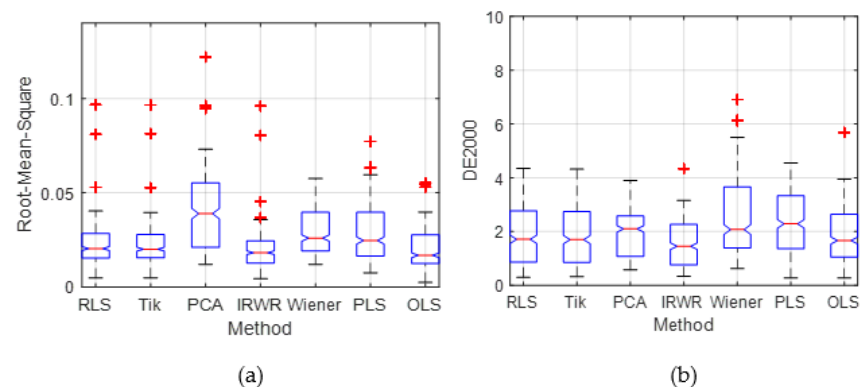 Root-Mean-Square
0.1
0.05
0
RLS Tik PCA IRWR Wiener PLS OLS
Method
(a)
DE2000
10
8
6
4
2
0
RLS Tik PCA IRWR Wiener PLS OLS
Method
(b)